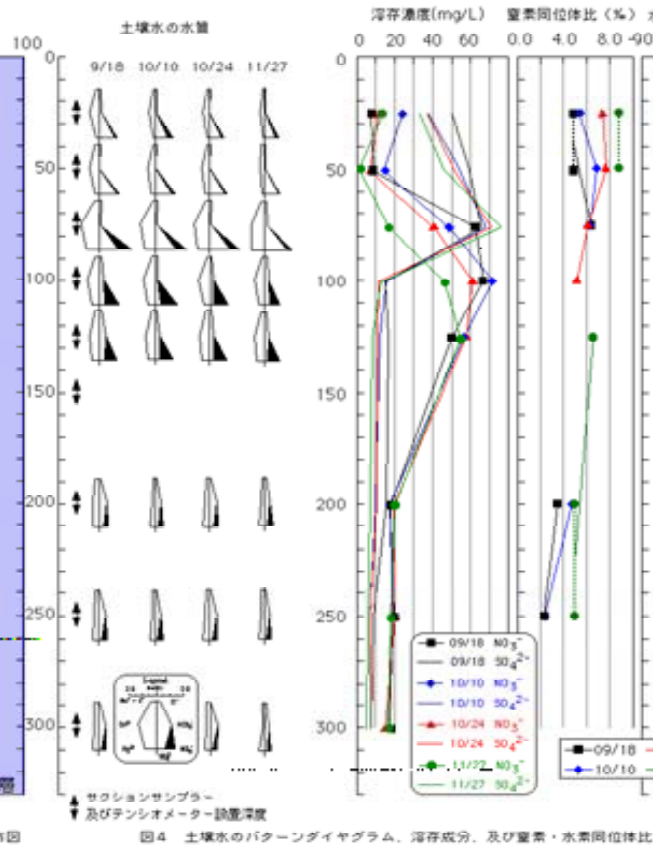 土壌水の水質
溶存濃度(mg/L) 窒素同位体比 (‰) 水
100
9/18 10/10 10/24 11/27
0 20 40 60 80
0.0 4.0 8.0
-90
0
50
100
150
200
250
300
0
50
100
150
200
250
300
09/18 NO3-
09/18 SO42-
10/10 NO3-
10/10 SO42-
10/24 NO3-
10/24 SO42-
11/27 NO3-
11/27 SO42-
09/18
10/10
サクションサンプラー
及びテンシオメーター設置深度
図4 土壌水のパターンダイヤグラム、溶存成分、及び窒素・水素同位体比